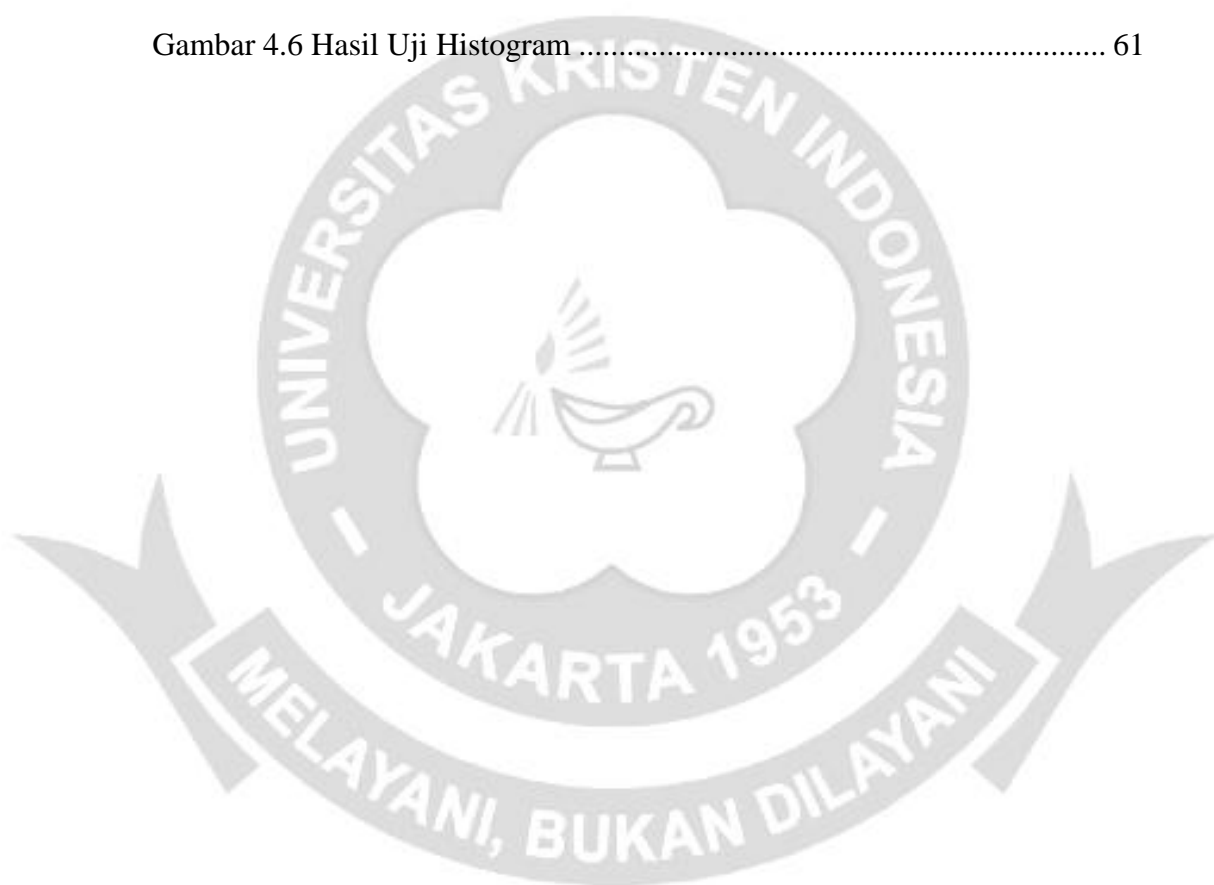 Gambar 4.6 Hasil Uji Histogram .................................................................. 61
UNIVERSITAS KRISTEN INDONESIA
– JAKARTA 1953 –
MELAYANI, BUKAN DILAYANI